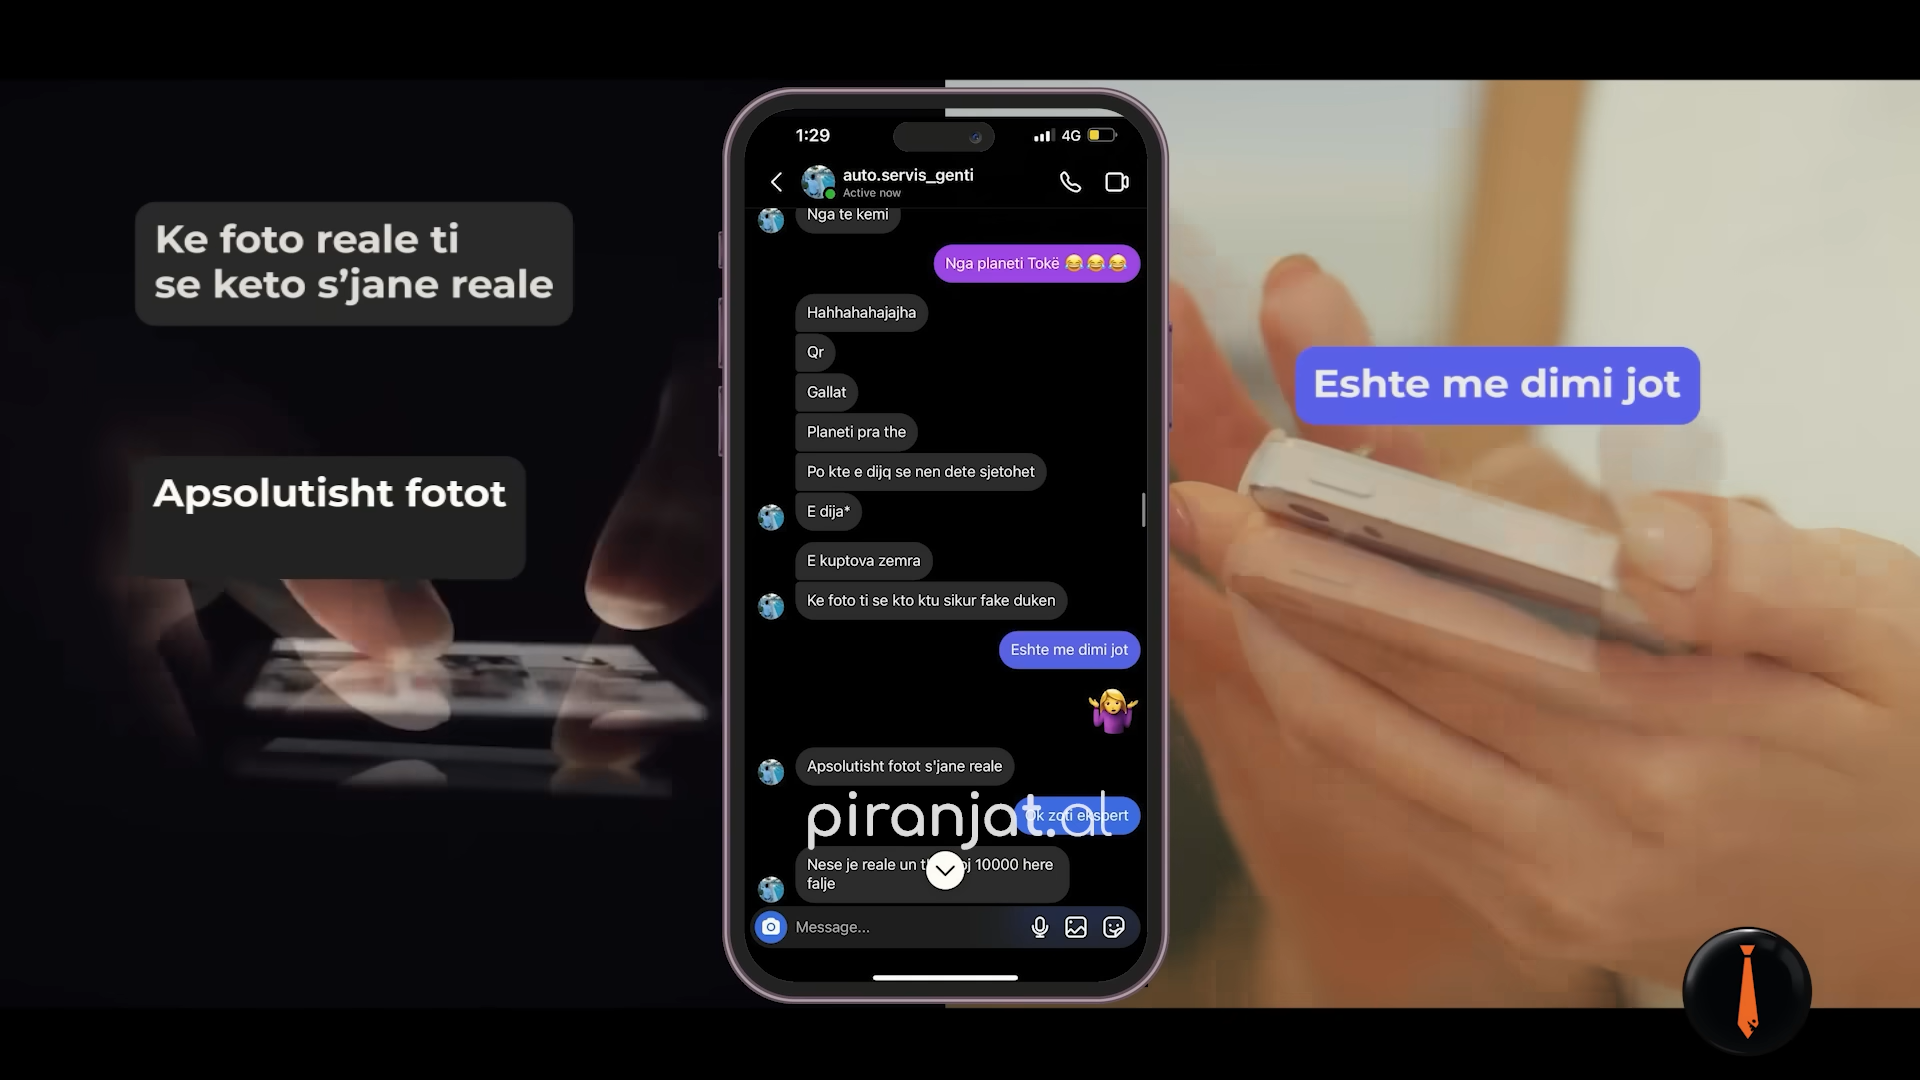 Ke foto reale ti
se keto s’jane reale
Apsolutisht fotot
1:29
4G
auto.servis_genti
Active now
Nga te kemi
Nga planeti Tokë 😂😂😂
Hahhahahajajha
Qr
Gallat
Planeti pra the
Po kte e dijq se nen dete sjetohet
E dija*
E kuptova zemra
Ke foto ti se kto ktu sikur fake duken
Eshte me dimi jot
Apsolutisht fotot s'jane reale
Ok zoti ekspert
piranjat.al
Nese je reale un 10000 here
falje
Message...
Eshte me dimi jot